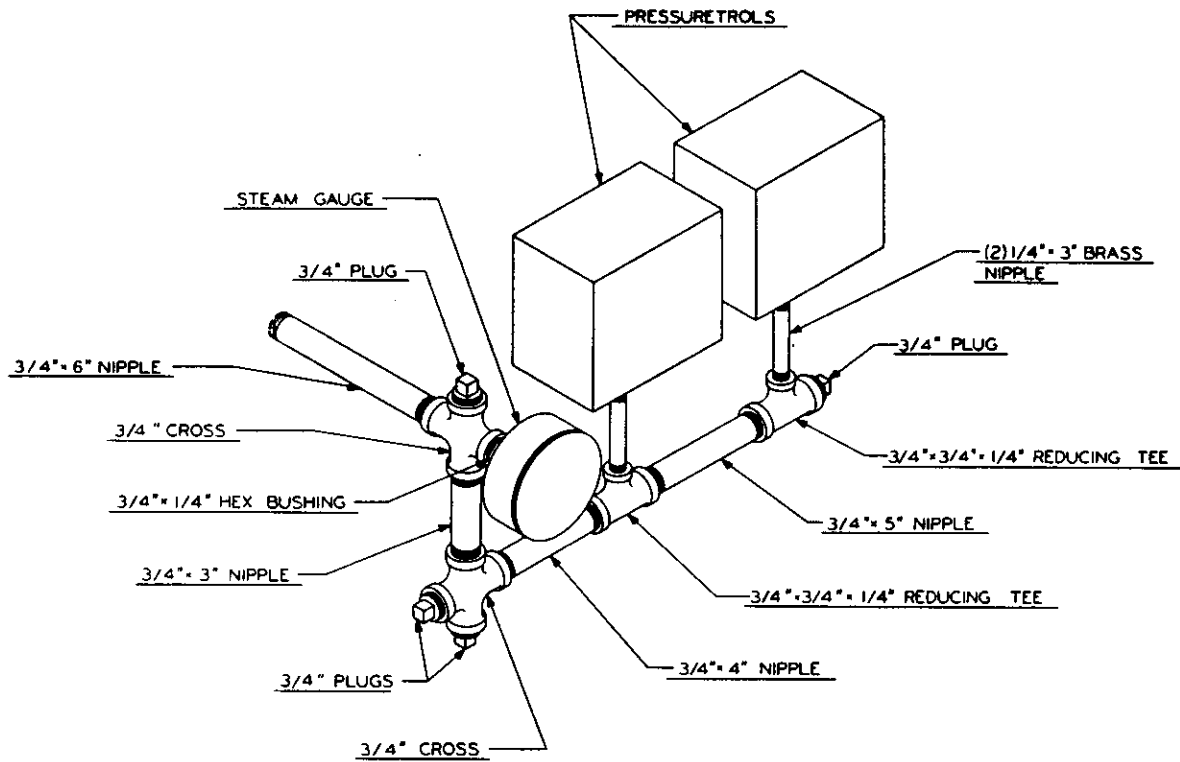 PRESSURETROLS
STEAM GAUGE
3/4" PLUG
(2) 1/4" × 3" BRASS
NIPPLE
3/4" PLUG
3/4" × 6" NIPPLE
3/4" CROSS
3/4" × 3/4" × 1/4" REDUCING TEE
3/4" × 1/4" HEX BUSHING
3/4" × 5" NIPPLE
3/4" × 3" NIPPLE
3/4" × 3/4" × 1/4" REDUCING TEE
3/4" × 4" NIPPLE
3/4" PLUGS
3/4" CROSS